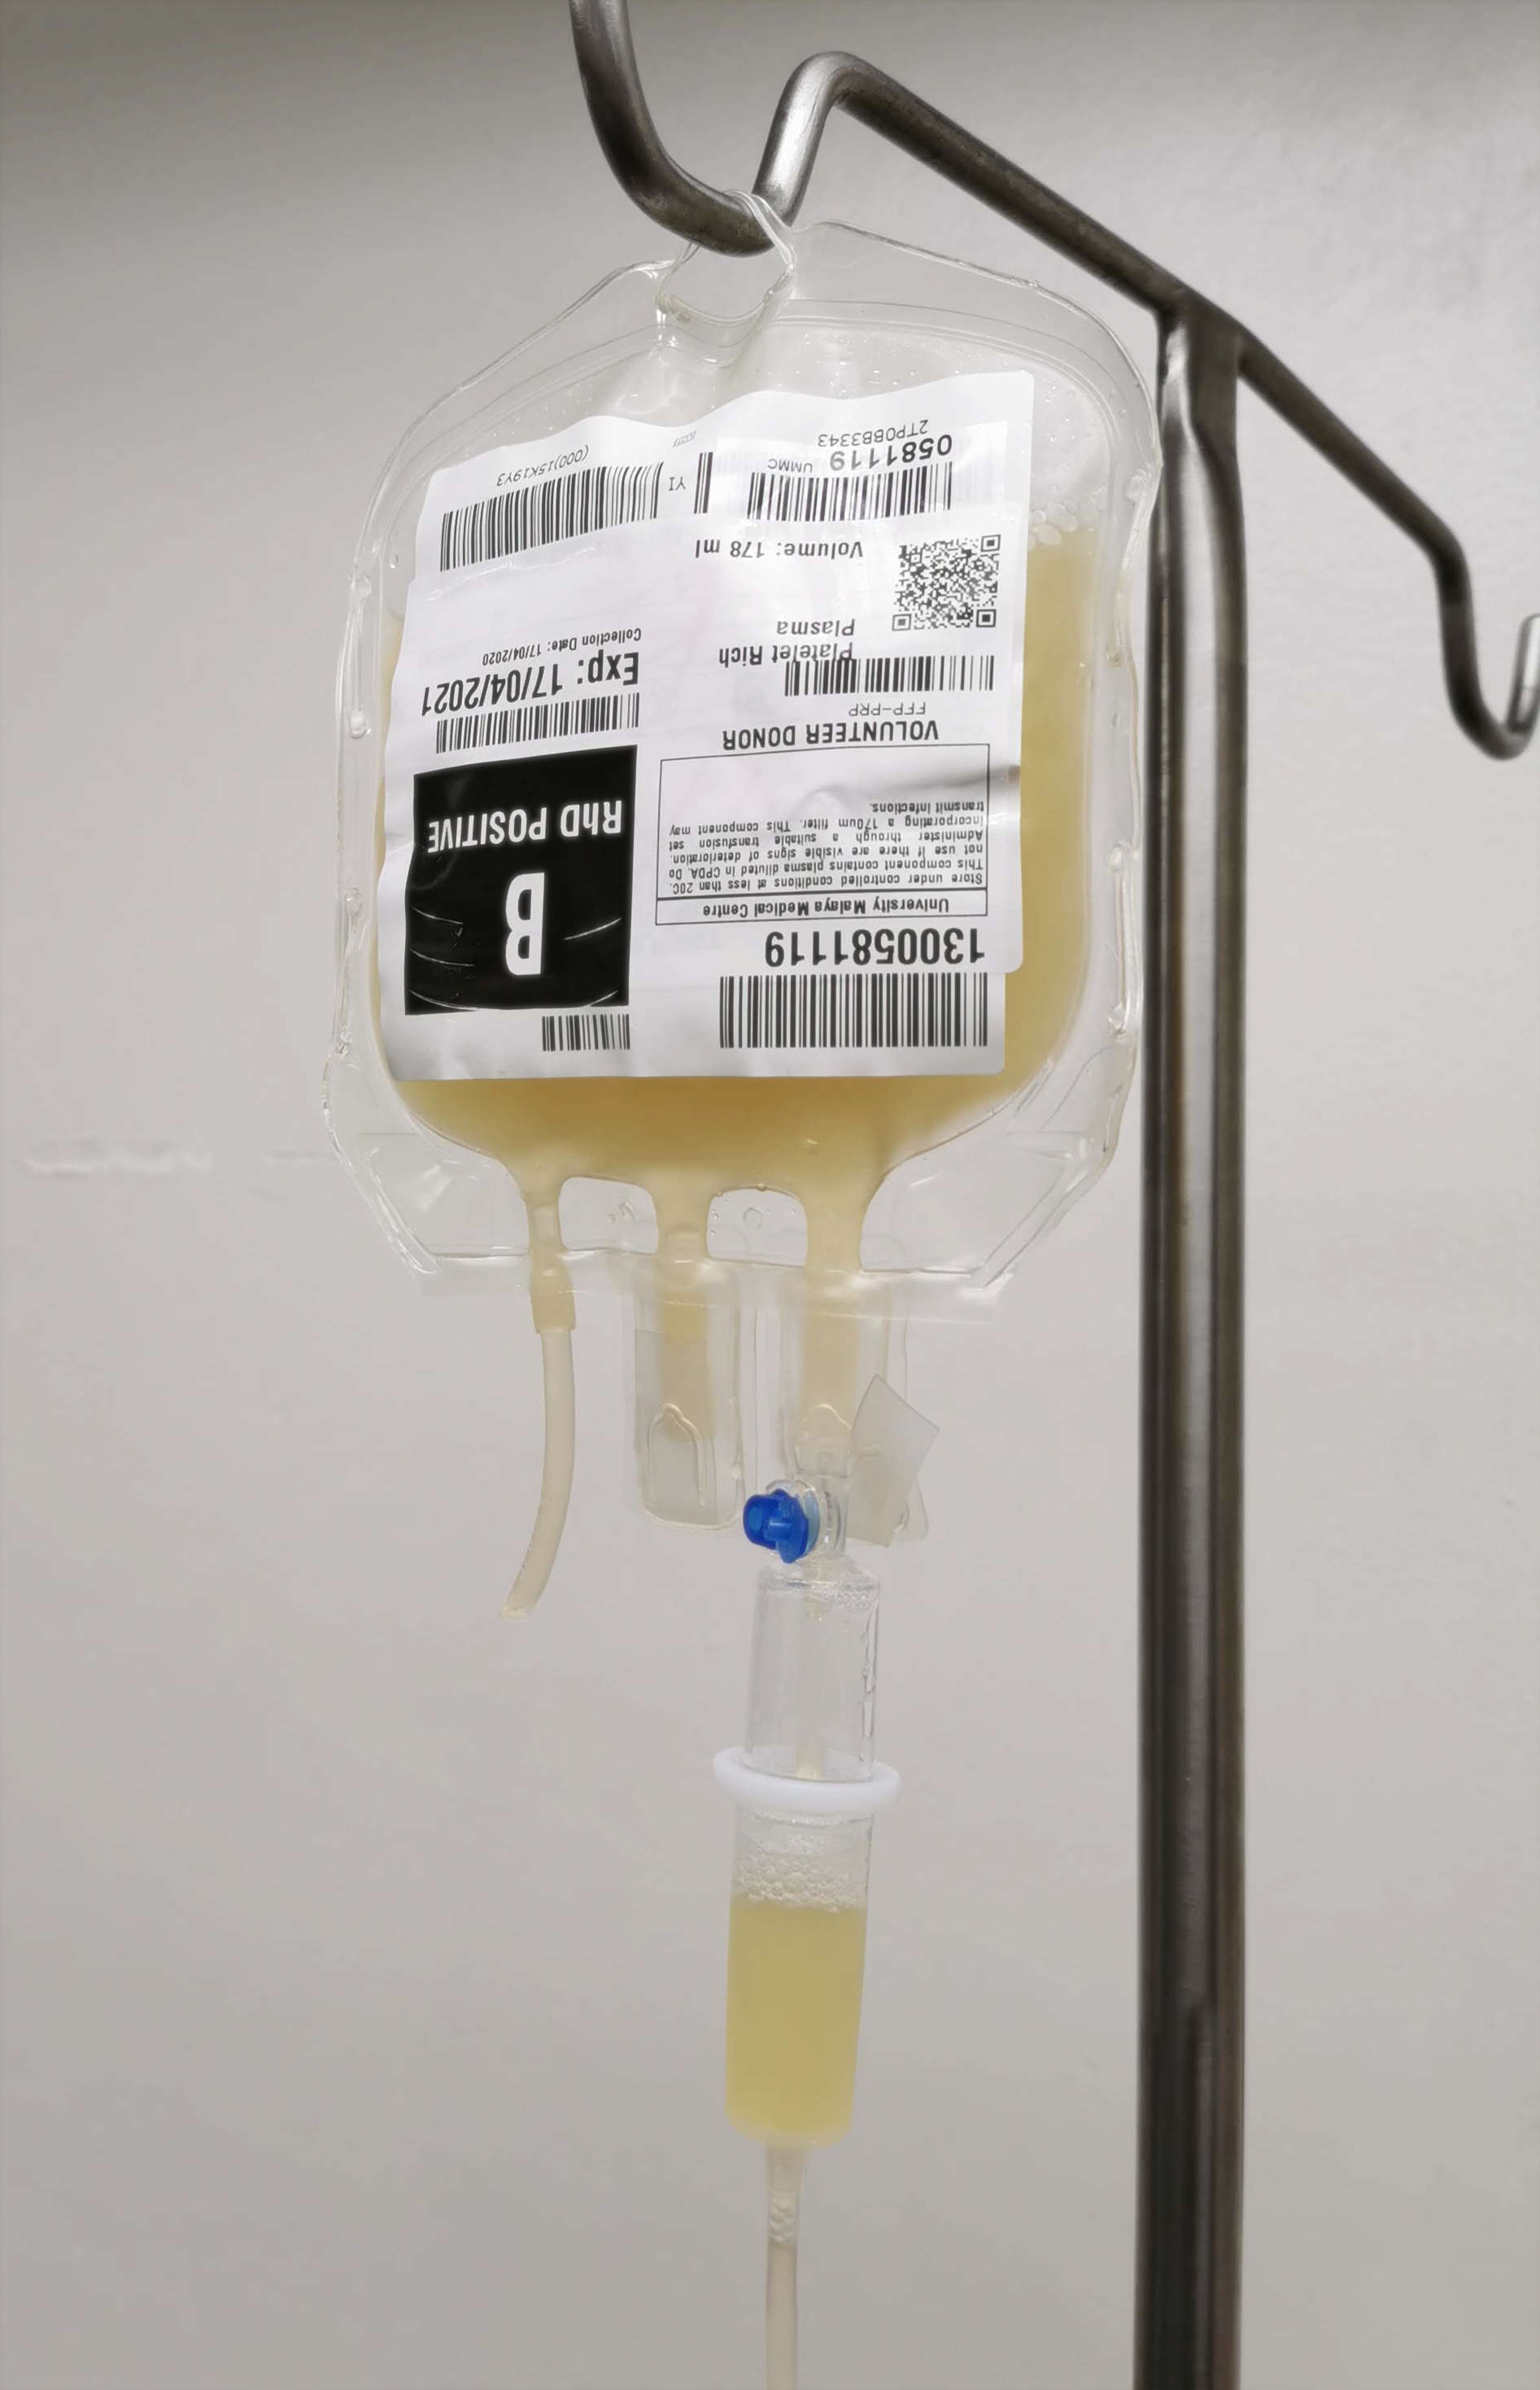 1300581119
University Malaya Medical Centre
Store under controlled conditions at less than 20C.
This component contains plasma diluted in CPDA. Do
not use if there are visible signs of deterioration.
Administer through a suitable transfusion set
incorporating a 170um filter. This component may
transmit infections.
VOLUNTEER DONOR
FFP-PRP
Platelet Rich
Plasma
Volume: 178 ml
0581119 UMMC
2TP0B3343
B
RhD POSITIVE
Exp: 17/04/2021
Collection Date: 17/04/2020
YI
(000)15K19Y3